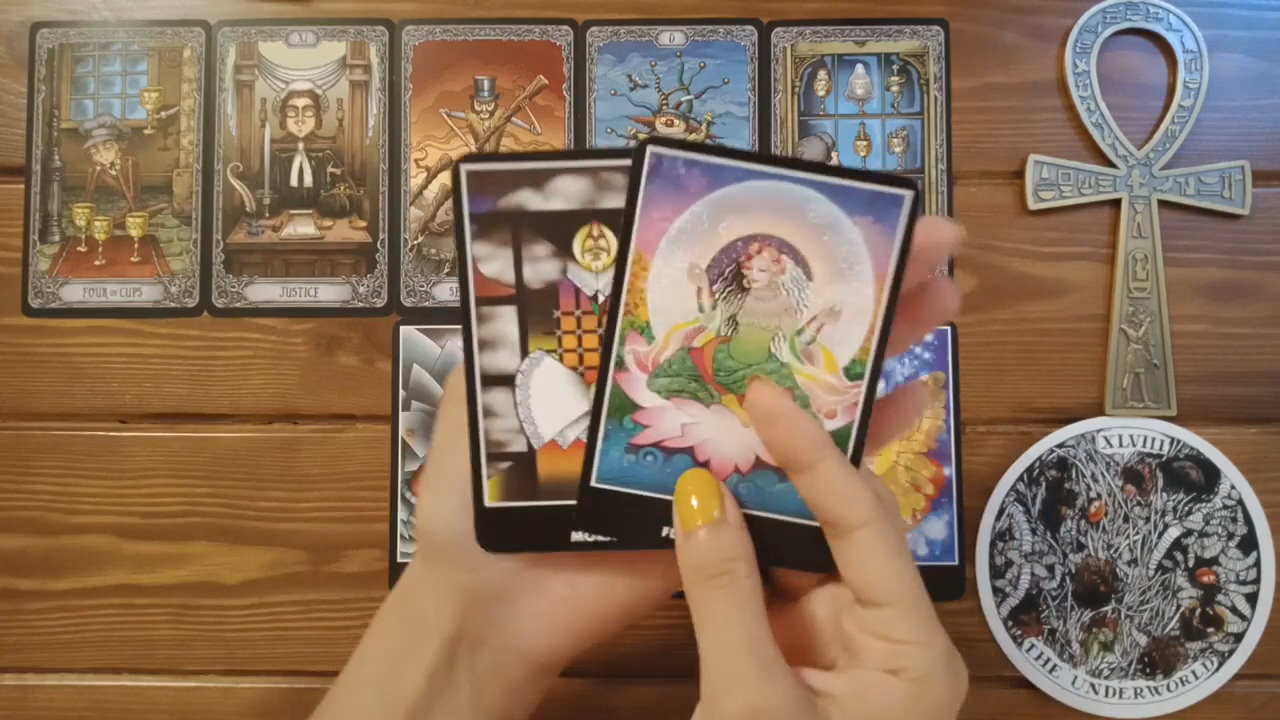 FOUR OF CUPS
XI
JUSTICE
0
XLVIII
THE UNDERWORLD